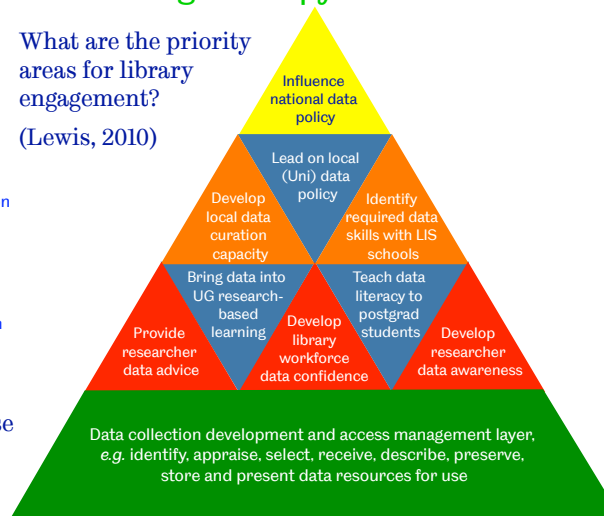 What are the priority
areas for library
engagement?
(Lewis, 2010)
Influence
national data
policy
Lead on local
(Uni) data
policy
Develop
local data
curation
capacity
Identify
required data
skills with LIS
schools
Bring data into
UG research-
based
learning
Teach data
literacy to
postgrad
students
Provide
researcher
data advice
Develop
library
workforce
data confidence
Develop
researcher
data awareness
Data collection development and access management layer,
e.g. identify, appraise, select, receive, describe, preserve,
store and present data resources for use